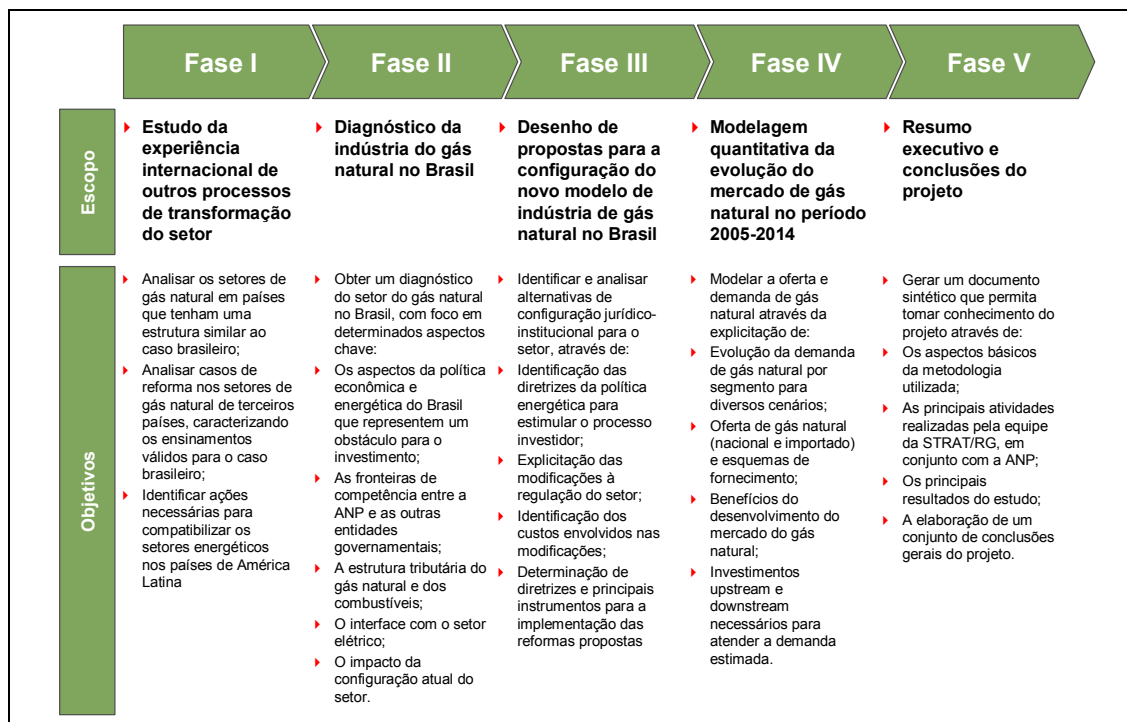 Fase I
Fase II
Fase III
Fase IV
Fase V
Escopo
Estudo da
experiência
internacional de
outros processos
de transformação
do setor
Diagnóstico da
indústria do gás
natural no Brasil
Desenho de
propostas para a
configuração do
novo modelo de
indústria de gás
natural no Brasil
Modelagem
quantitativa da
evolução do
mercado de gás
natural no período
2005-2014
Resumo
executivo e
conclusões do
projeto
Objetivos
Analisar os setores de
gás natural em países
que tenham uma
estrutura similar ao
caso brasileiro;
Analisar casos de
reforma nos setores de
gás natural de terceiros
países, caracterizando
os ensinamentos
válidos para o caso
brasileiro;
Identificar ações
necessárias para
compatibilizar os
setores energéticos
nos países de América
Latina
Obter um diagnóstico
do setor do gás natural
no Brasil, com foco em
determinados aspectos
chave:
Os aspectos da política
econômica e
energética do Brasil
que representem um
obstáculo para o
investimento;
As fronteiras de
competência entre a
ANP e as outras
entidades
governamentais;
A estrutura tributária do
gás natural e dos
combustíveis;
O interface com o setor
elétrico;
O impacto da
configuração atual do
setor.
Identificar e analisar
alternativas de
configuração jurídico-
institucional para o
setor, através de:
Identificação das
diretrizes da política
energética para
estimular o processo
investidor;
Explicitação das
modificações à
regulação do setor;
Identificação dos
custos envolvidos nas
modificações;
Determinação de
diretrizes e principais
instrumentos para a
implementação das
reformas propostas
Modelar a oferta e
demanda de gás
natural através da
explicitação de:
Evolução da demanda
de gás natural por
segmento para
diversos cenários;
Oferta de gás natural
(nacional e importado)
e esquemas de
fornecimento;
Benefícios do
desenvolvimento do
mercado do gás
natural;
Investimentos
upstream e
downstream
necessários para
atender a demanda
estimada.
Gerar um documento
sintético que permita
tomar conhecimento do
projeto através de:
Os aspectos básicos
da metodologia
utilizada;
As principais atividades
realizadas pela equipe
da STRAT/RG, em
conjunto com a ANP;
Os principais
resultados do estudo;
A elaboração de um
conjunto de conclusões
gerais do projeto.